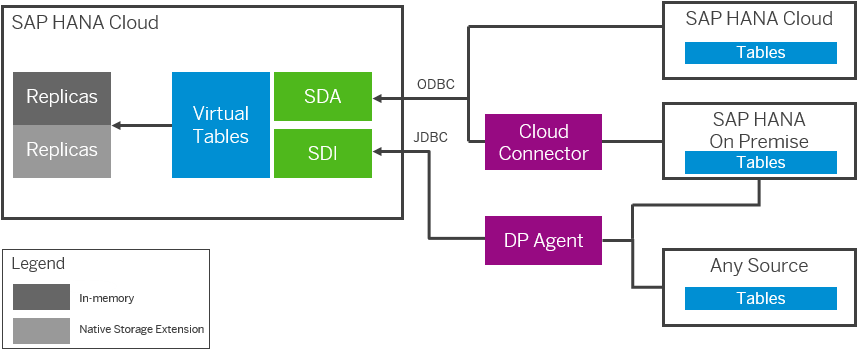 SAP HANA Cloud
Replicas
Replicas
Virtual
Tables
SDA
SDI
ODBC
JDBC
Cloud
Connector
DP Agent
SAP HANA Cloud
Tables
SAP HANA
On Premise
Tables
Any Source
Tables
Legend
In-memory
Native Storage Extension